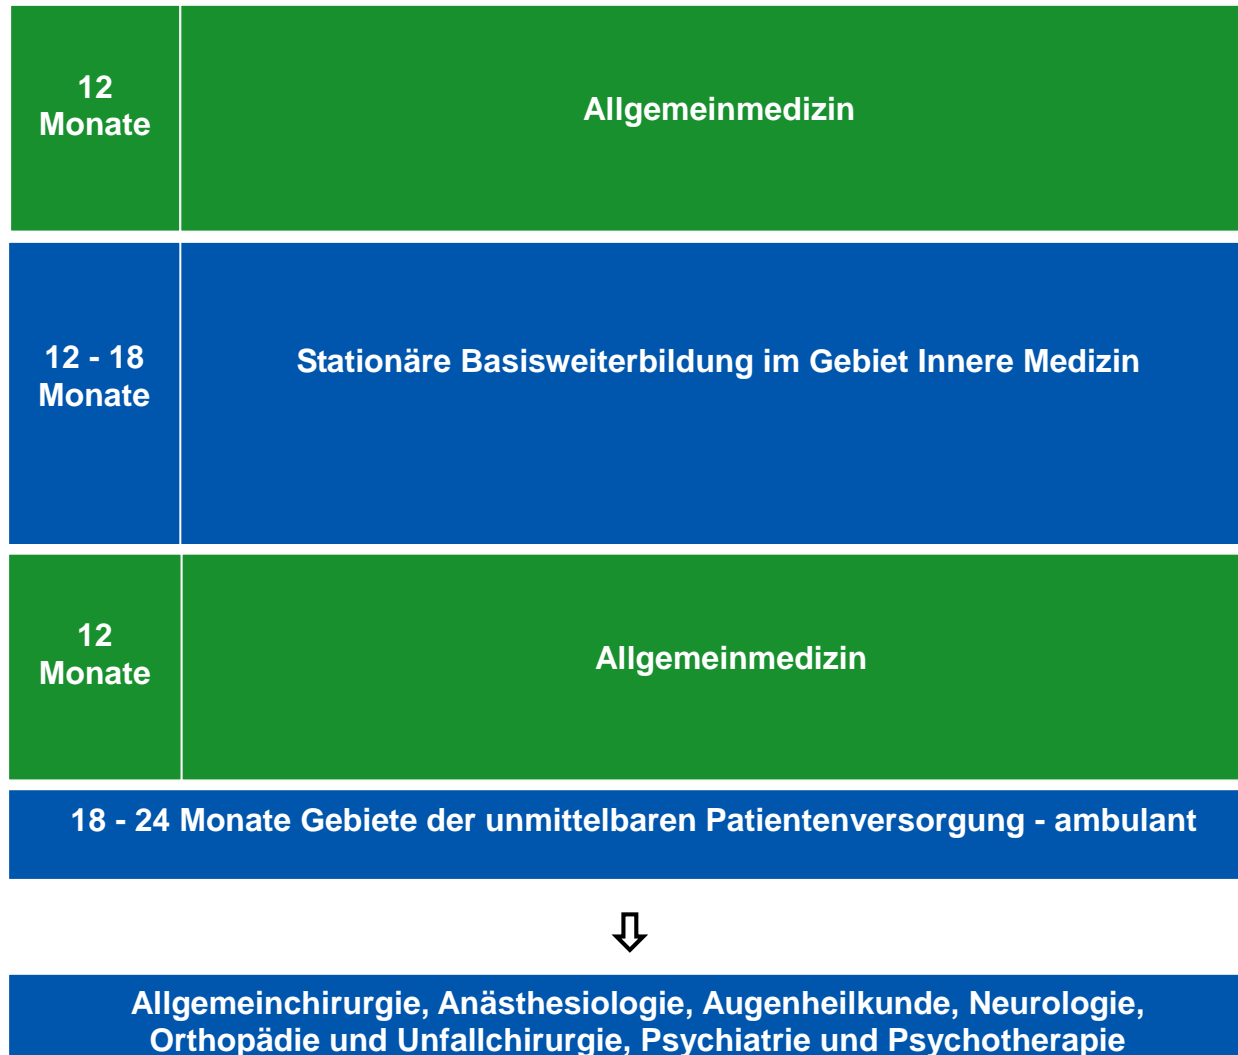 12
Monate
Allgemeinmedizin
12 - 18
Monate
Stationäre Basisweiterbildung im Gebiet Innere Medizin
12
Monate
Allgemeinmedizin
18 - 24 Monate Gebiete der unmittelbaren Patientenversorgung - ambulant
Allgemeinchirurgie, Anästhesiologie, Augenheilkunde, Neurologie,
Orthopädie und Unfallchirurgie, Psychiatrie und Psychotherapie